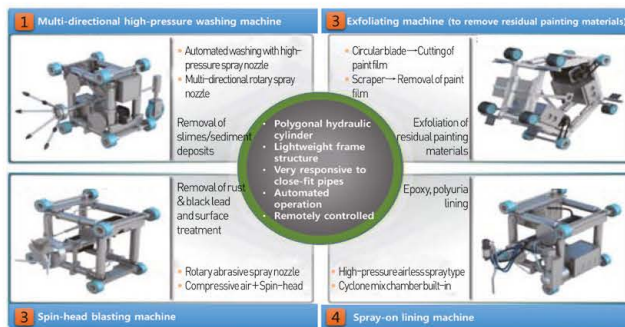 1 Multi-directional high-pressure washing machine
• Automated washing with high-
pressure spray nozzle
• Multi-directional rotary spray
nozzle
Removal of
slimes/sediment
deposits
3 Exfoliating machine (to remove residual painting materials)
• Circular blade→Cutting of
paint film
• Scraper→Removal of paint
film
Exfoliation of
residual painting
materials
• Polygonal hydraulic
cylinder
• Lightweight frame
structure
• Very responsive to
close-fit pipes
• Automated
operation
• Remotely controlled
Removal of rust
& black lead
and surface
treatment
• Rotary abrasive spray nozzle
• Compressive air+Spin-head
3 Spin-head blasting machine
Epoxy, polyuria
lining
• High-pressure airless spray type
• Cyclone mix chamber built-in
4 Spray-on lining machine